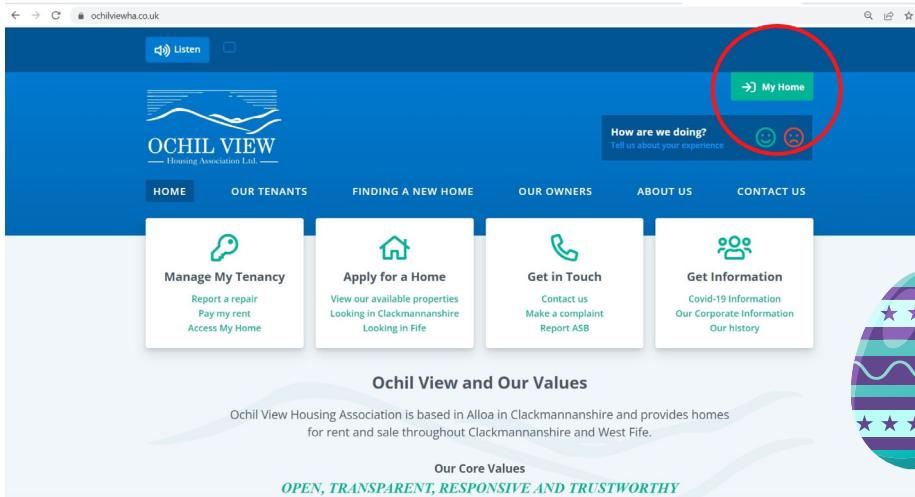 ochilviewha.co.uk
Listen
My Home
OCHIL VIEW
Housing Association Ltd.
How are we doing?
Tell us about your experience
HOME OUR TENANTS FINDING A NEW HOME OUR OWNERS ABOUT US CONTACT US
Manage My Tenancy
Report a repair
Pay my rent
Access My Home
Apply for a Home
View our available properties
Looking in Clackmannanshire
Looking in Fife
Get in Touch
Contact us
Make a complaint
Report ASB
Get Information
Covid-19 Information
Our Corporate Information
Our history
Ochil View and Our Values
Ochil View Housing Association is based in Alloa in Clackmannanshire and provides homes
for rent and sale throughout Clackmannanshire and West Fife.
Our Core Values
OPEN, TRANSPARENT, RESPONSIVE AND TRUSTWORTHY